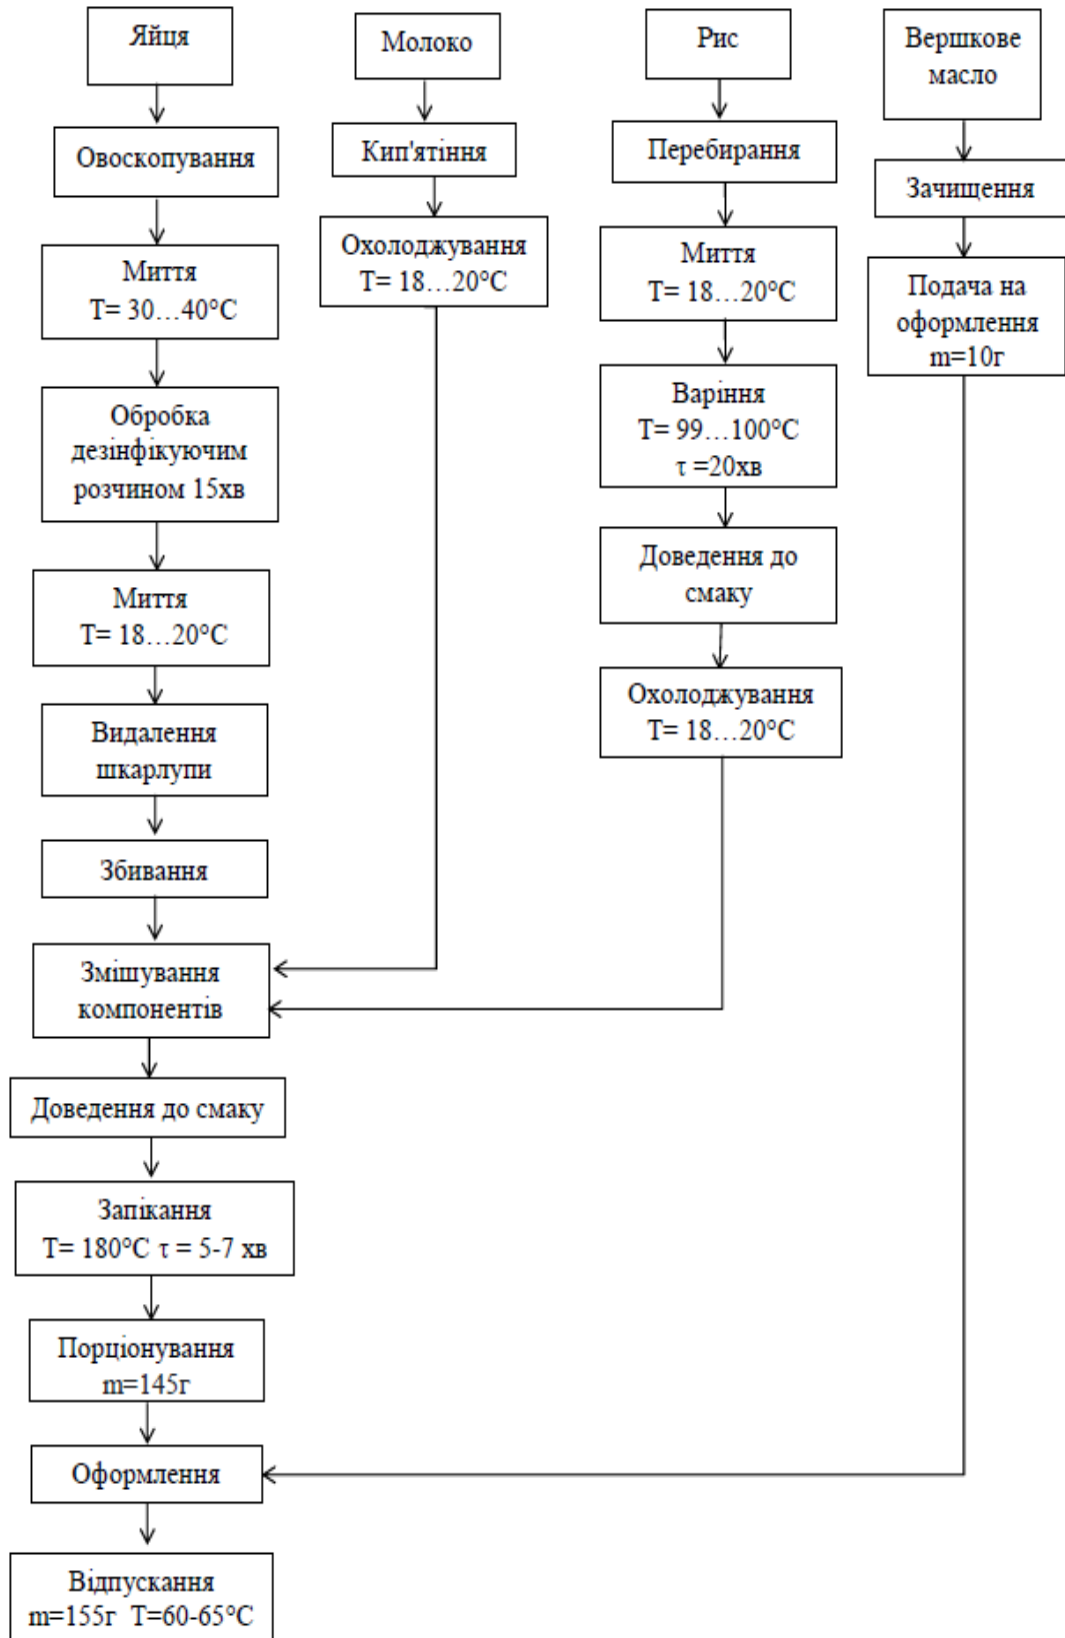 Яйця
Овоскопування
Миття
T= 30…40°C
Обробка
дезінфікуючим
розчином 15хв
Миття
T= 18…20°C
Видалення
шкарлупи
Збивання
Змішування
компонентів
Доведення до смаку
Запікання
T= 180°C τ = 5-7 хв
Порціонування
m=145г
Оформлення
Відпускання
m=155г T=60-65°C
Молоко
Кип'ятіння
Охолоджування
T= 18…20°C
Рис
Перебирання
Миття
T= 18…20°C
Варіння
T= 99…100°C
τ =20хв
Доведення до
смаку
Охолоджування
T= 18…20°C
Вершкове
масло
Зачищення
Подача на
оформлення
m=10г